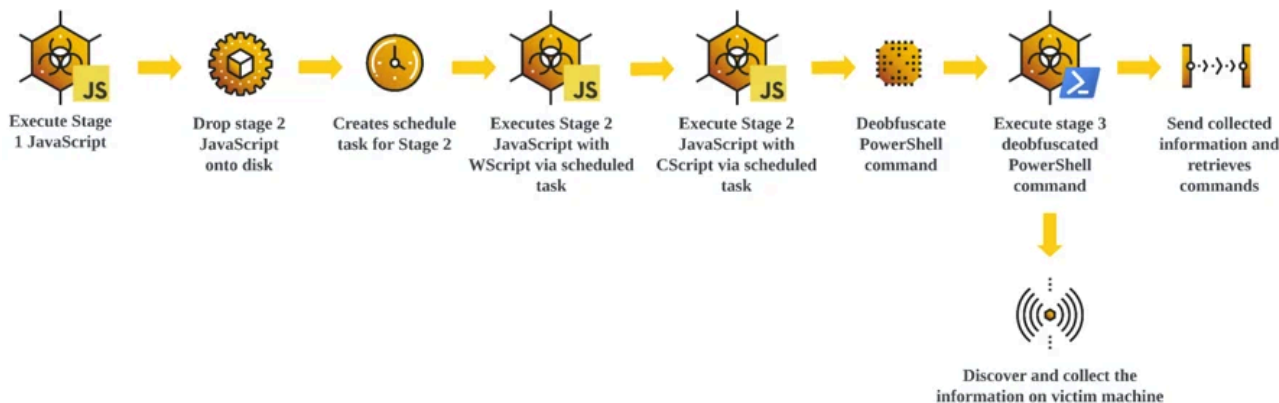 JS
Execute Stage
1 JavaScript
Drop stage 2
JavaScript
onto disk
Creates schedule
task for Stage 2
JS
Executes Stage 2
JavaScript with
WScript via scheduled
task
JS
Execute Stage 2
JavaScript with
CScript via scheduled
task
Deobfuscate
PowerShell
command
Execute stage 3
deobfuscated
PowerShell
command
Send collected
information and
retrieves
commands
Discover and collect the
information on victim machine